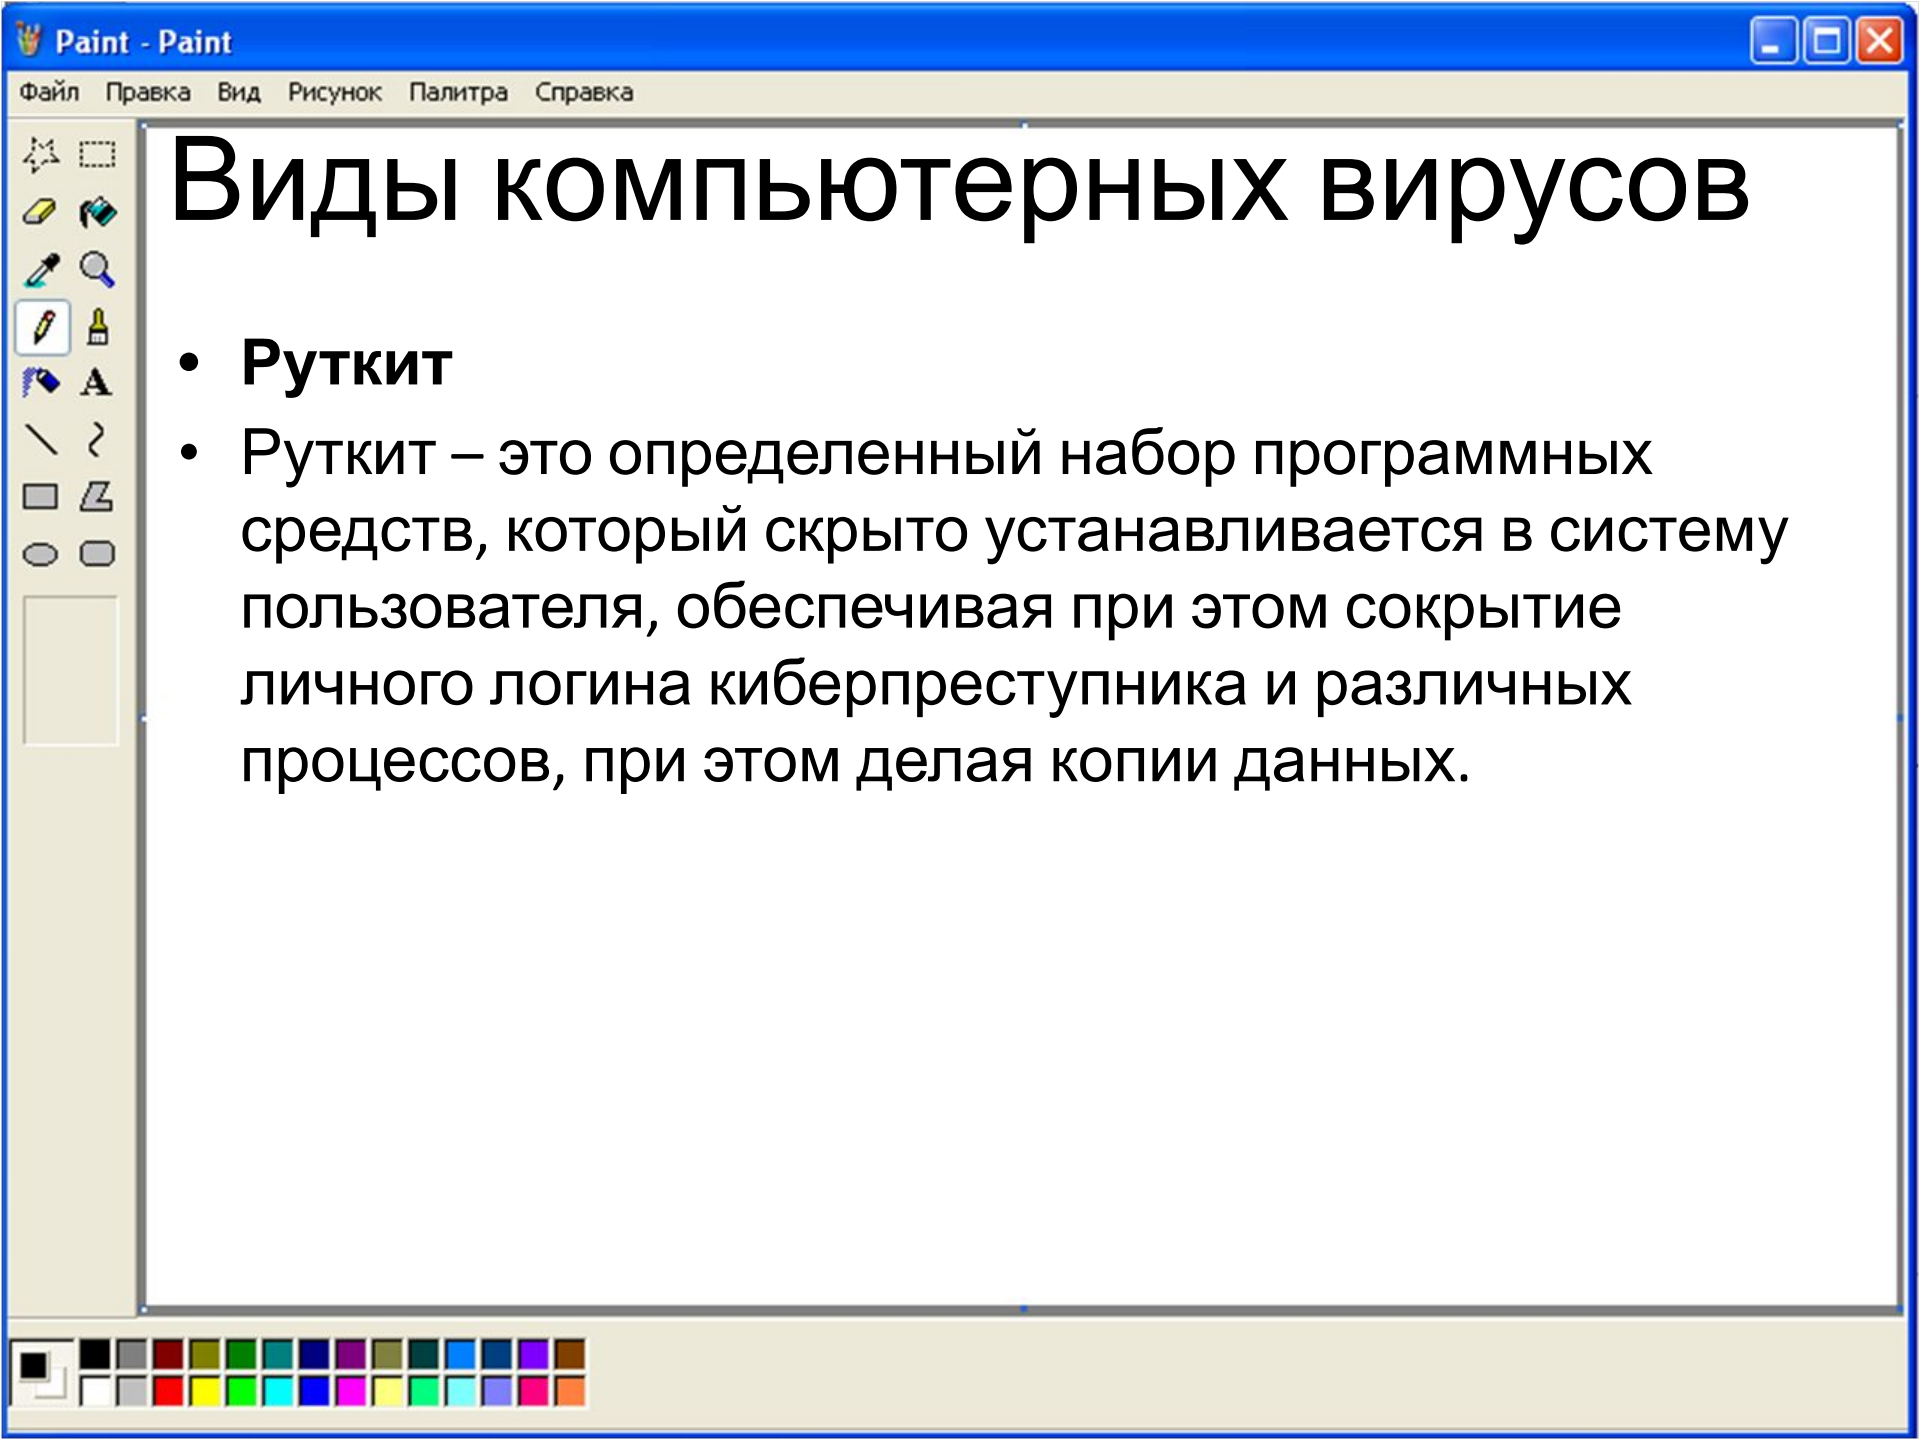 Paint - Paint
Файл Правка Вид Рисунок Палитра Справка
Виды компьютерных вирусов
• Руткит
• Руткит – это определенный набор программных
средств, который скрыто устанавливается в систему
пользователя, обеспечивая при этом сокрытие
личного логина киберпреступника и различных
процессов, при этом делая копии данных.
A